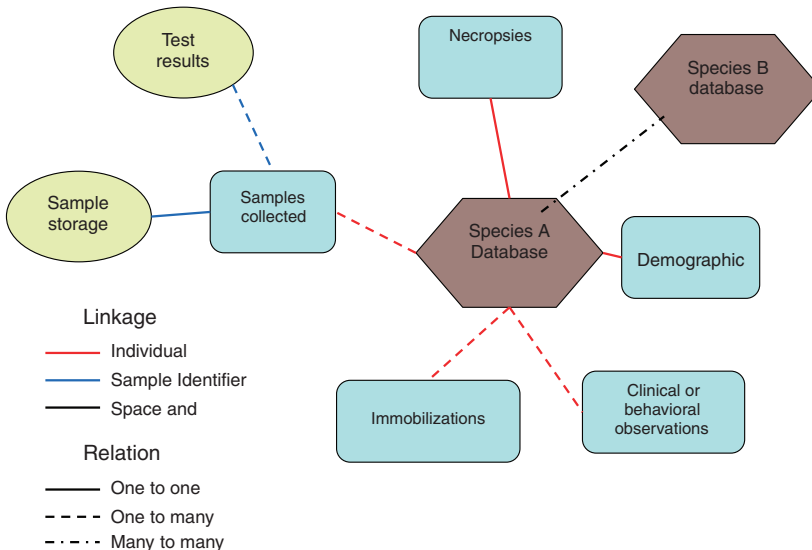 Test
results
Necropsies
Species B
database
Sample
storage
Samples
collected
Species A
Database
Demographic
Immobilizations
Clinical or
behavioral
observations
Linkage
Individual
Sample Identifier
Space and
Relation
One to one
One to many
Many to many